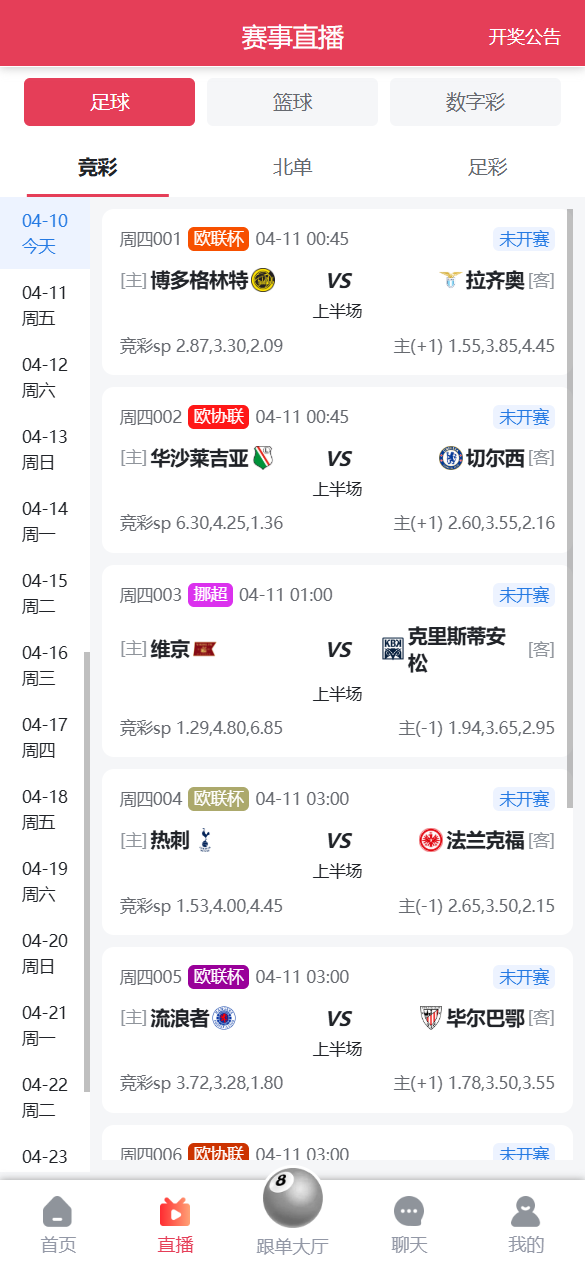 赛事直播 开奖公告
足球 篮球 数字彩
竞彩 北单 足彩
04-10
今天
04-11
周五
04-12
周六
04-13
周日
04-14
周一
04-15
周二
04-16
周三
04-17
周四
04-18
周五
04-19
周六
04-20
周日
04-21
周一
04-22
周二
04-23
周四001 欧联杯 04-11 00:45 未开赛
[主] 博多格林特 VS 拉齐奥 [客]
上半场
竞彩sp 2.87,3.30,2.09 主(+1) 1.55,3.85,4.45
周四002 欧协联 04-11 00:45 未开赛
[主] 华沙莱吉亚 VS 切尔西 [客]
上半场
竞彩sp 6.30,4.25,1.36 主(+1) 2.60,3.55,2.16
周四003 挪超 04-11 01:00 未开赛
[主] 维京 VS KBK 克里斯蒂安
松 [客]
上半场
竞彩sp 1.29,4.80,6.85 主(-1) 1.94,3.65,2.95
周四004 欧联杯 04-11 03:00 未开赛
[主] 热刺 VS 法兰克福 [客]
上半场
竞彩sp 1.53,4.00,4.45 主(-1) 2.65,3.50,2.15
周四005 欧联杯 04-11 03:00 未开赛
[主] 流浪者 VS 毕尔巴鄂 [客]
上半场
竞彩sp 3.72,3.28,1.80 主(+1) 1.78,3.50,3.55
周四006 欧协联 04-11 03:00 未开赛
8
首页 直播 跟单大厅 聊天 我的